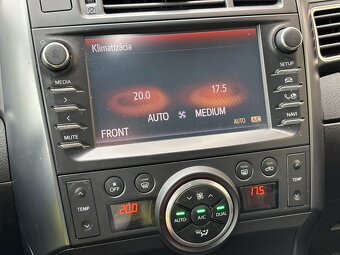 Klimatizácia
MEDIA
SETUP
20.0
17.5
AUTO
MEDIUM
FRONT
AUTO A/C
MUTE
NAVI
TEMP
OFF
TEMP
20.0
17.5
AUTO
A/C
DUAL